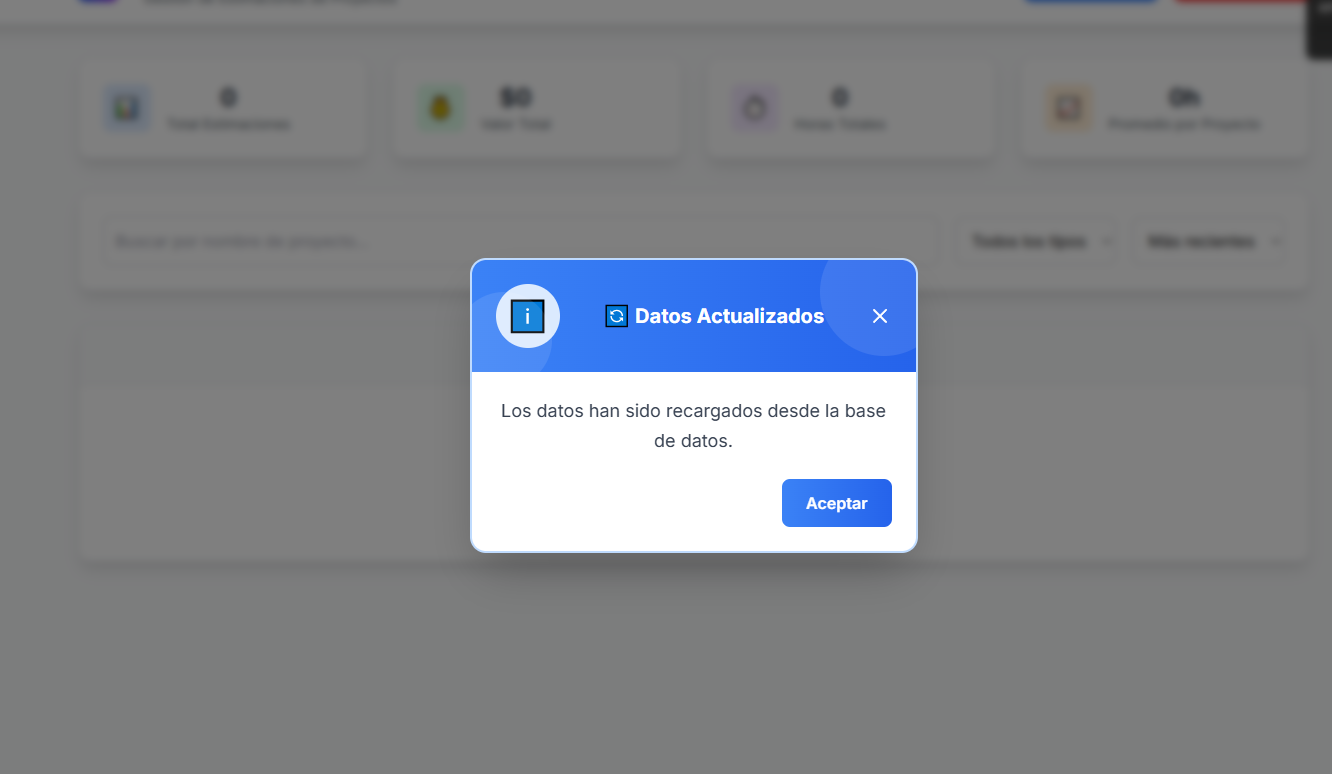 0
$0
0
0h
Total Estimaciones
Valor Total
Horas Totales
Promedio por Proyecto
Buscar por nombre de proyecto...
Todos los tipos
Más recientes
Datos Actualizados
Los datos han sido recargados desde la base
de datos.
Aceptar